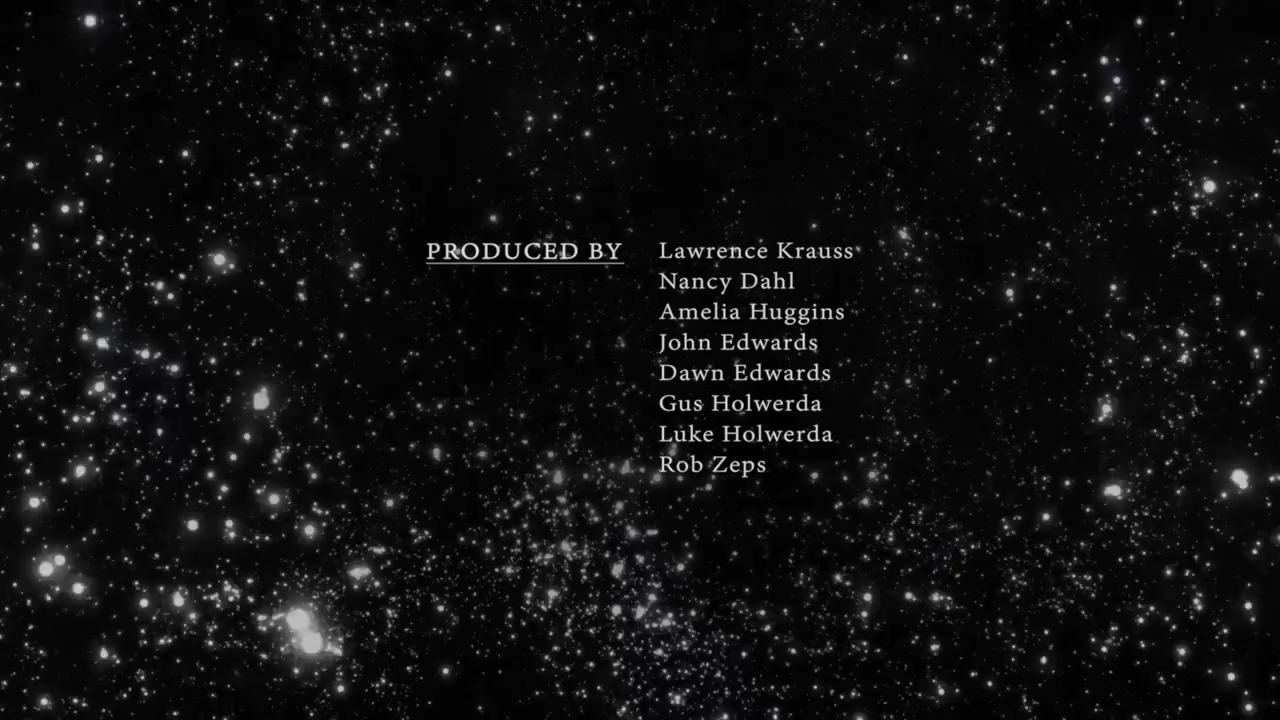 PRODUCED BY Lawrence Krauss
Nancy Dahl
Amelia Huggins
John Edwards
Dawn Edwards
Gus Holwerda
Luke Holwerda
Rob Zeps